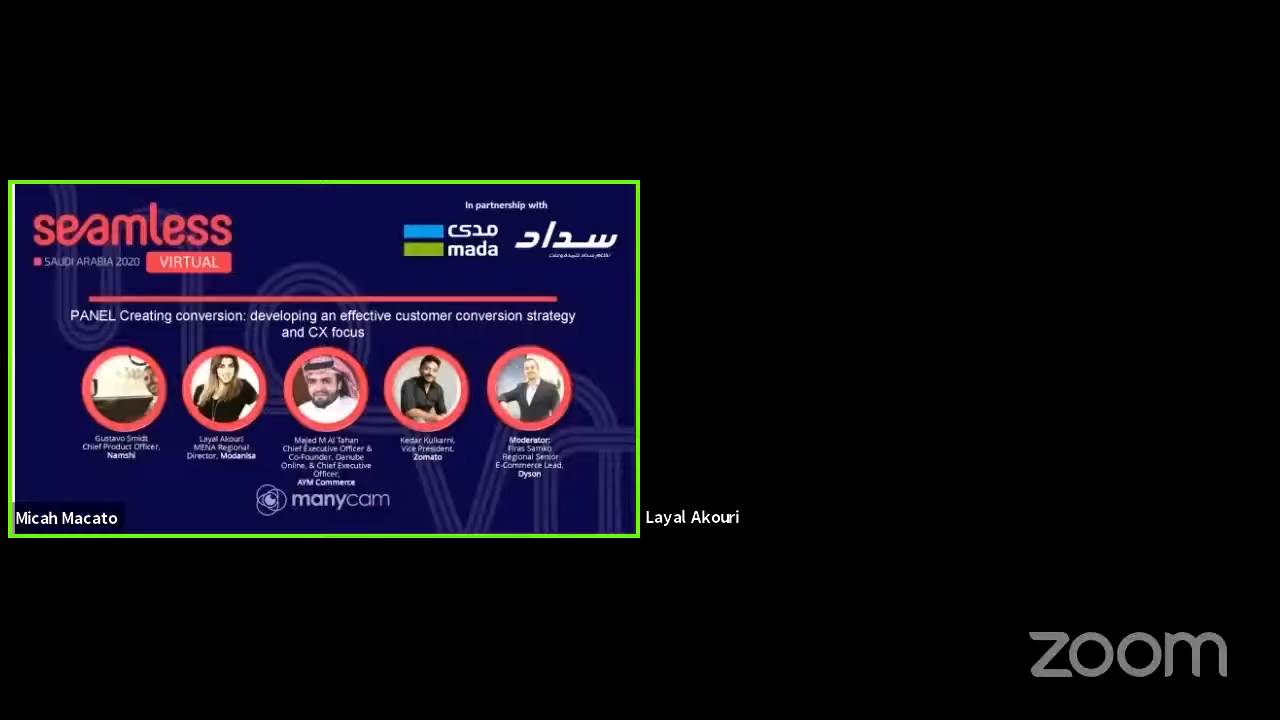 seamless
SAUDI ARABIA 2020 VIRTUAL
In partnership with
مدى
mada
سداد
PANEL Creating conversion: developing an effective customer conversion strategy
and CX focus
Gustavo Smidt
Chief Product Officer,
Namshi
Layal Akouri
MENA Regional
Director, Modanisa
Majed M Al Tahan
Chief Executive Officer &
Co-Founder, Danube
Online, & Chief Executive
Officer,
AYM Commerce
Kedar Kulkarni,
Vice President,
Zomato
Moderator:
Firas Samko
Regional Senior
E-Commerce Lead,
Dyson
manycam
Micah Macato
Layal Akouri
zoom